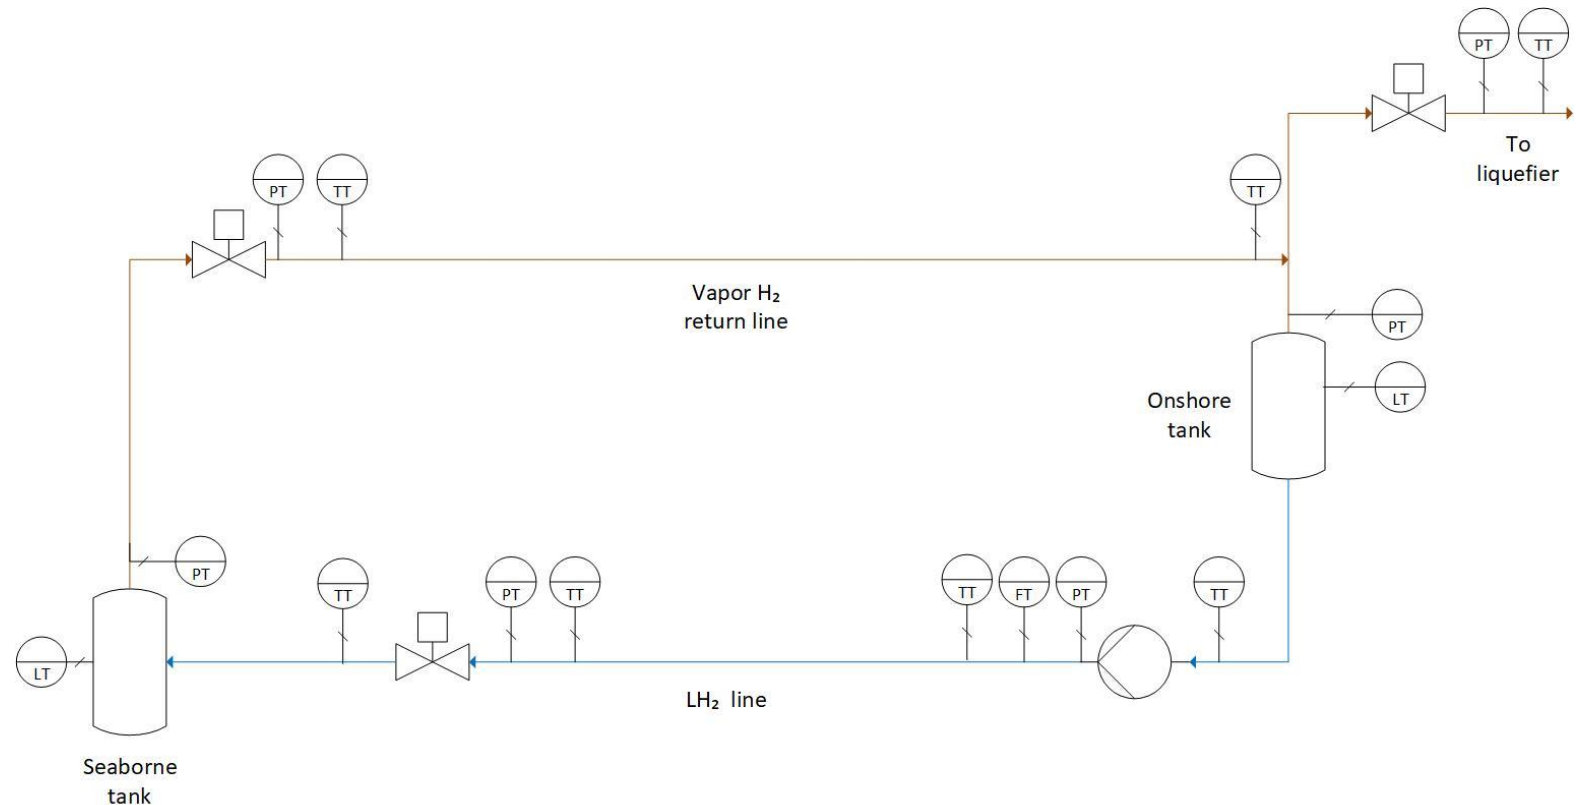 PT
TT
To
liquefier
PT
TT
TT
Vapor H₂
return line
PT
LT
Onshore
tank
PT
TT
PT
TT
TT
FT
PT
TT
LT
LH₂ line
Seaborne
tank